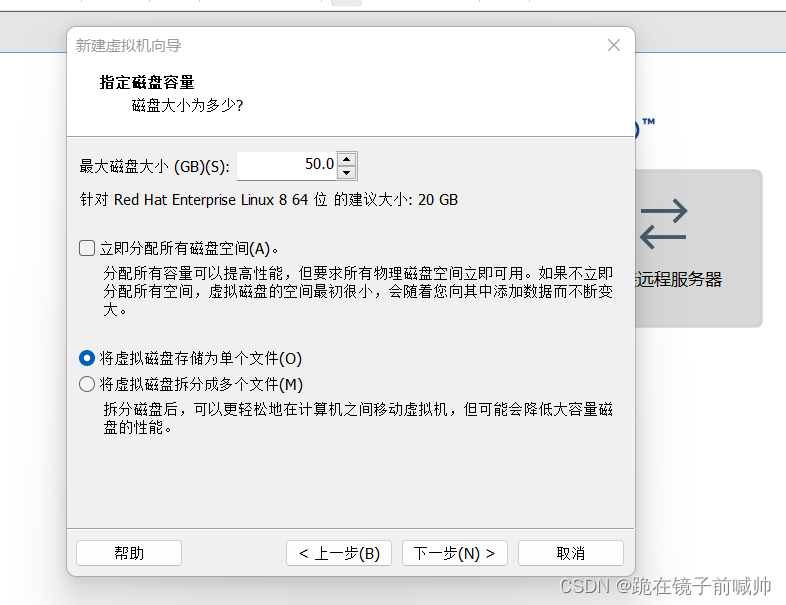 新建虚拟机向导
指定磁盘容量
磁盘大小为多少?
TM
最大磁盘大小 (GB)(S): 50.0
针对 Red Hat Enterprise Linux 8 64 位 的建议大小: 20 GB
立即分配所有磁盘空间(A)。
分配所有容量可以提高性能，但要求所有物理磁盘空间立即可用。如果不立即
分配所有空间，虚拟磁盘的空间最初很小，会随着您向其中添加数据而不断变
大。
远程服务器
将虚拟磁盘存储为单个文件(O)
将虚拟磁盘拆分成多个文件(M)
拆分磁盘后，可以更轻松地在计算机之间移动虚拟机，但可能会降低大容量磁
盘的性能。
帮助
< 上一步(B)
下一步(N) >
取消
CSDN @跪在镜子前喊帅